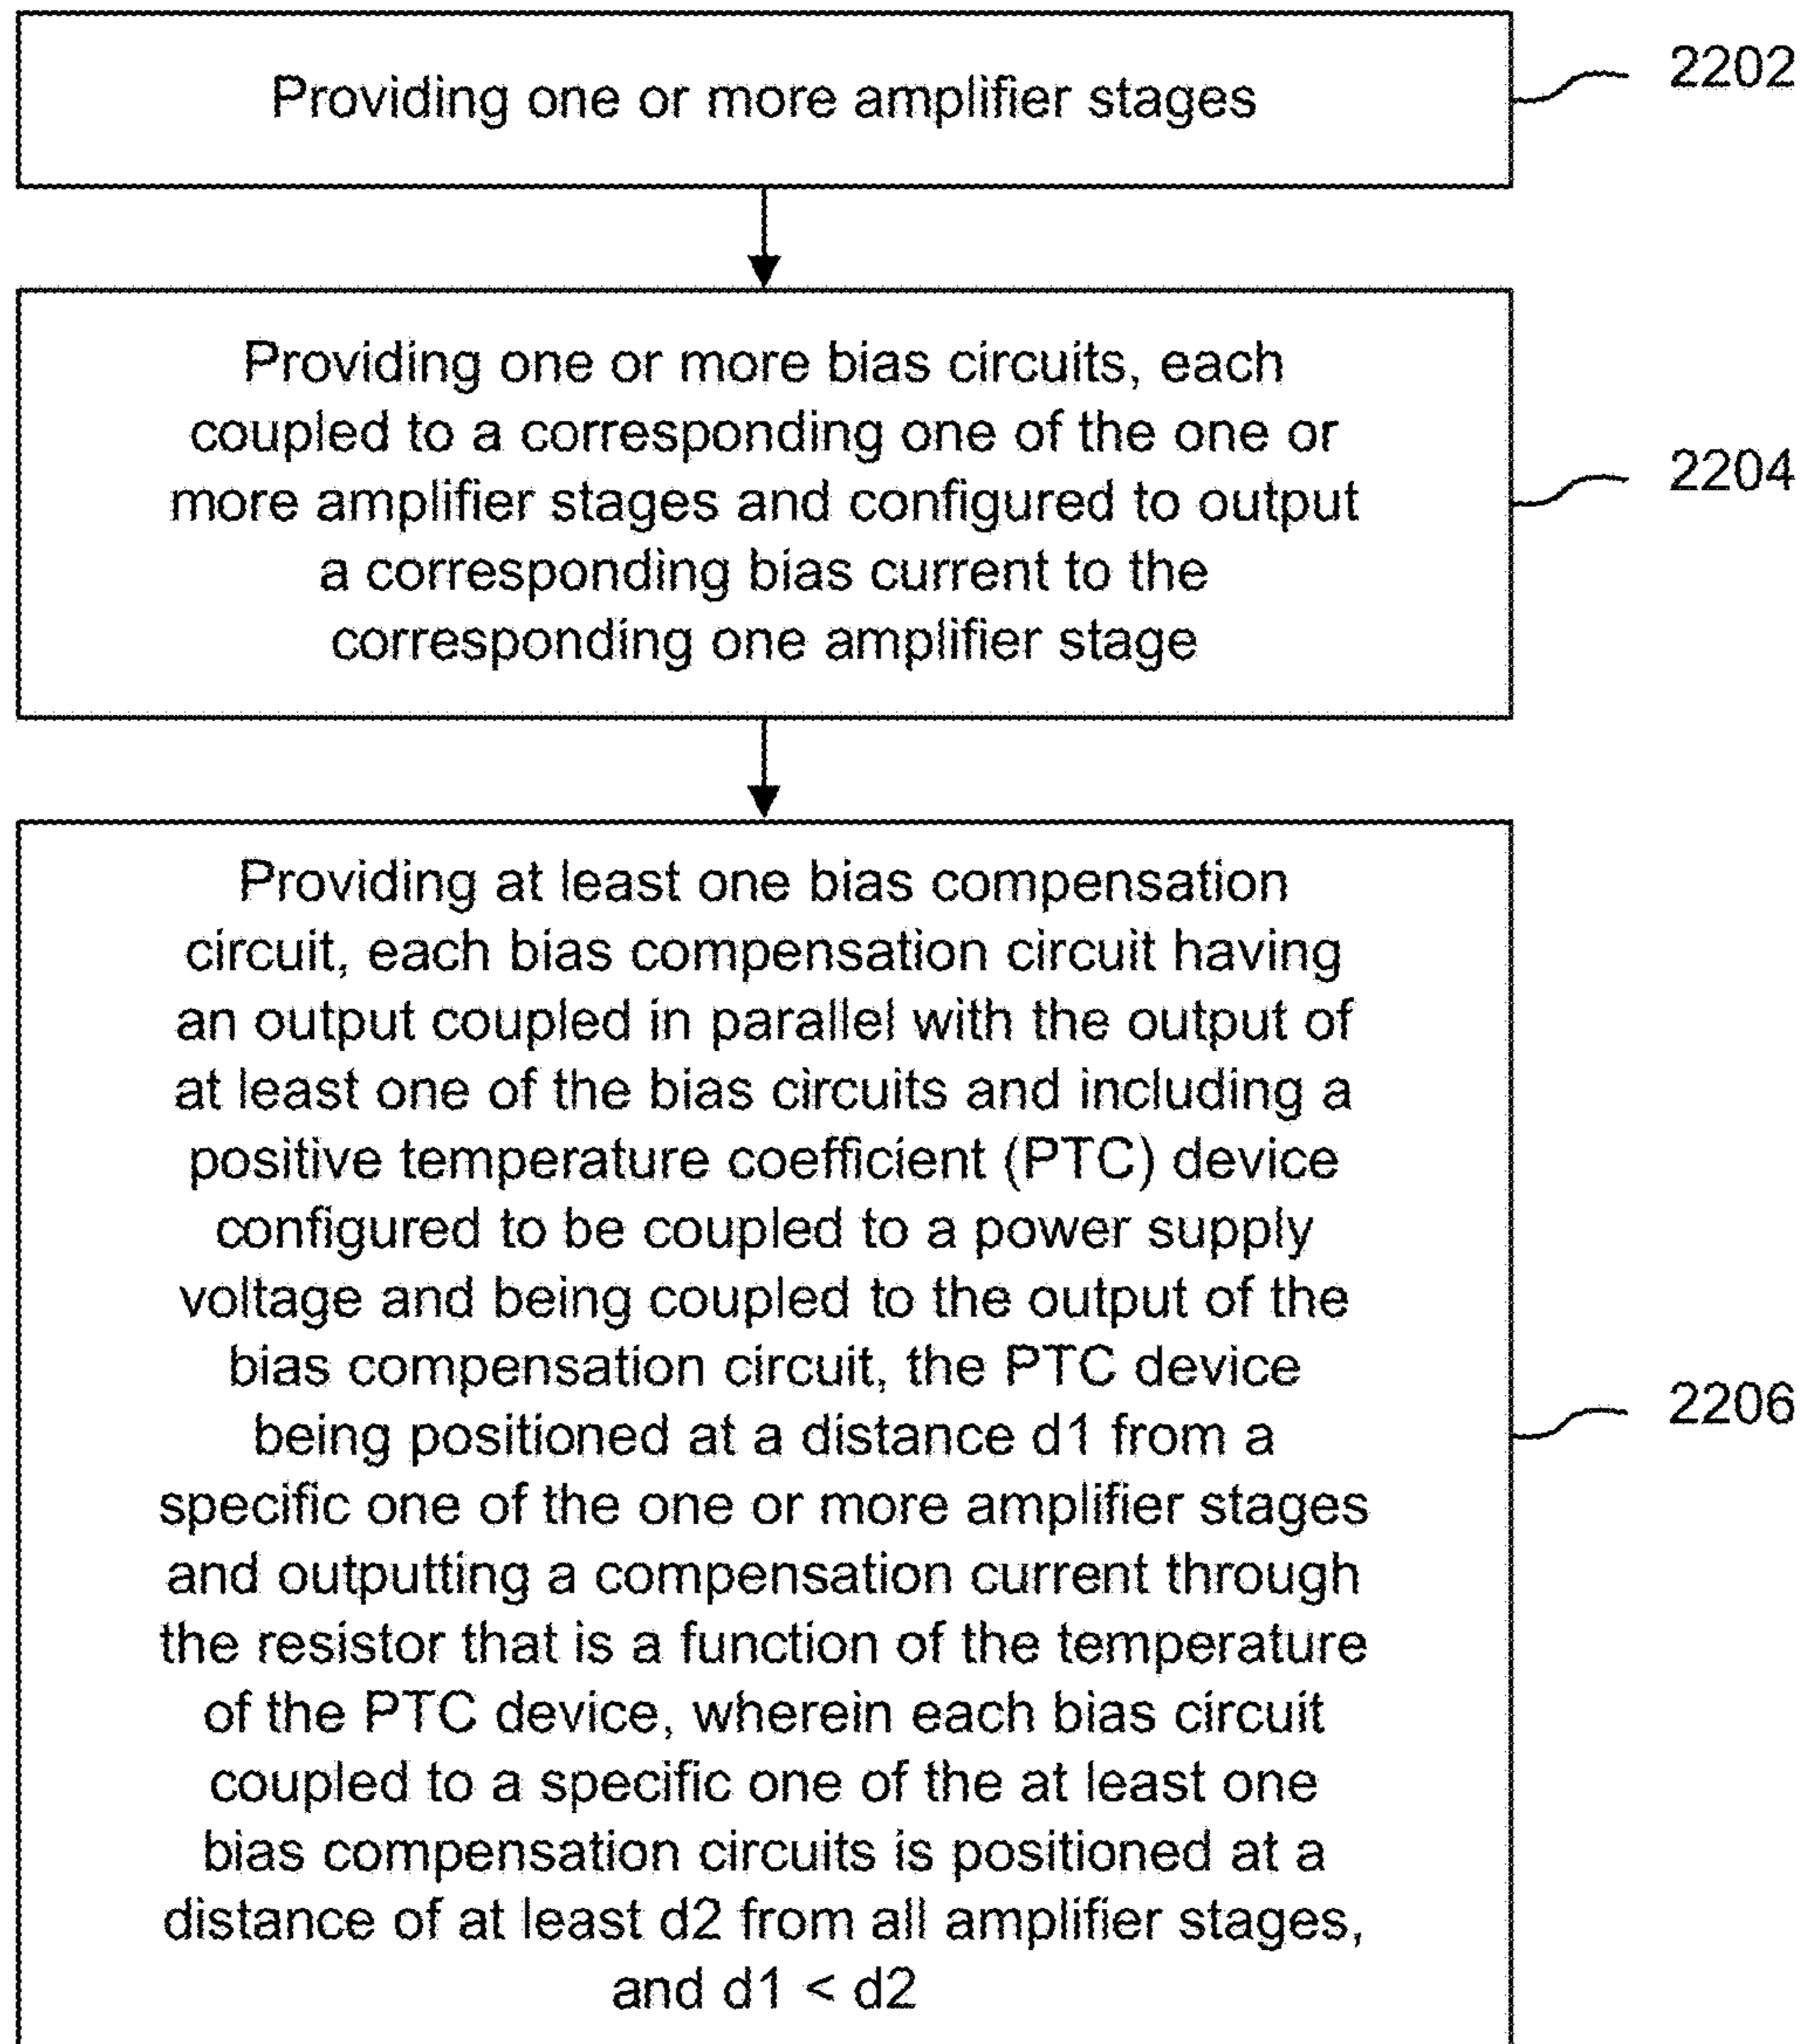 Providing one or more amplifier stages
2202
Providing one or more bias circuits, each
coupled to a corresponding one of the one or
more amplifier stages and configured to output
a corresponding bias current to the
corresponding one amplifier stage
2204
Providing at least one bias compensation
circuit, each bias compensation circuit having
an output coupled in parallel with the output of
at least one of the bias circuits and including a
positive temperature coefficient (PTC) device
configured to be coupled to a power supply
voltage and being coupled to the output of the
bias compensation circuit, the PTC device
being positioned at a distance d1 from a
specific one of the one or more amplifier stages
and outputting a compensation current through
the resistor that is a function of the temperature
of the PTC device, wherein each bias circuit
coupled to a specific one of the at least one
bias compensation circuits is positioned at a
distance of at least d2 from all amplifier stages,
and d1 < d2
2206